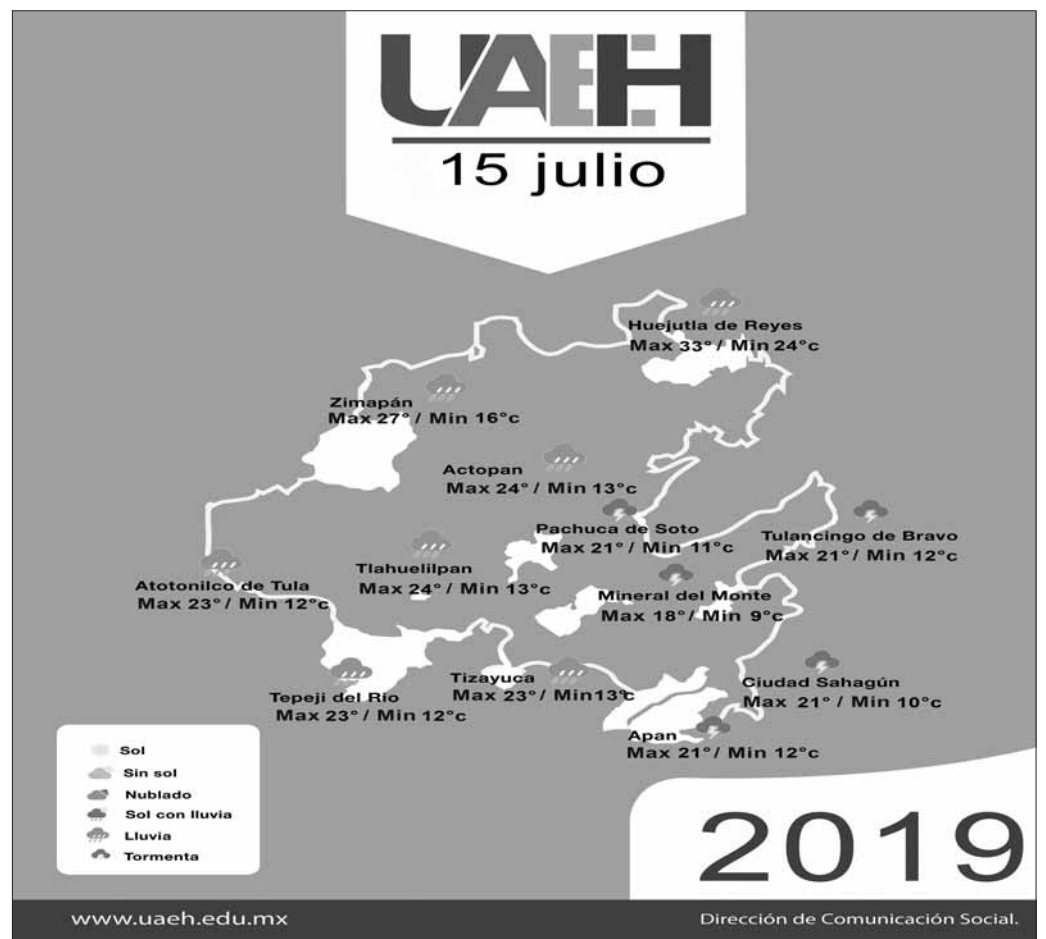 UAEH
15 julio
Huejutla de Reyes
Max 33°/ Min 24°c
Zimapán
Max 27° / Min 16°c
Actopan
Max 24° / Min 13°c
Pachuca de Soto
Max 21° / Min 11°c
Tulancingo de Bravo
Max 21° / Min 12°c
Tlahuelilpan
Max 24° / Min 13°c
Atotonilco de Tula
Max 23° / Min 12°c
Mineral del Monte
Max 18°/ Min 9°c
Tizayuca
Max 23° / Min13°c
Ciudad Sahagún
Max 21° / Min 10°c
Tepeji del Rio
Max 23° / Min 12°c
Apan
Max 21°/ Min 12°c
Sol
Sin sol
Nublado
Sol con lluvia
Lluvia
Tormenta
2019
www.uaeh.edu.mx
Dirección de Comunicación Social.